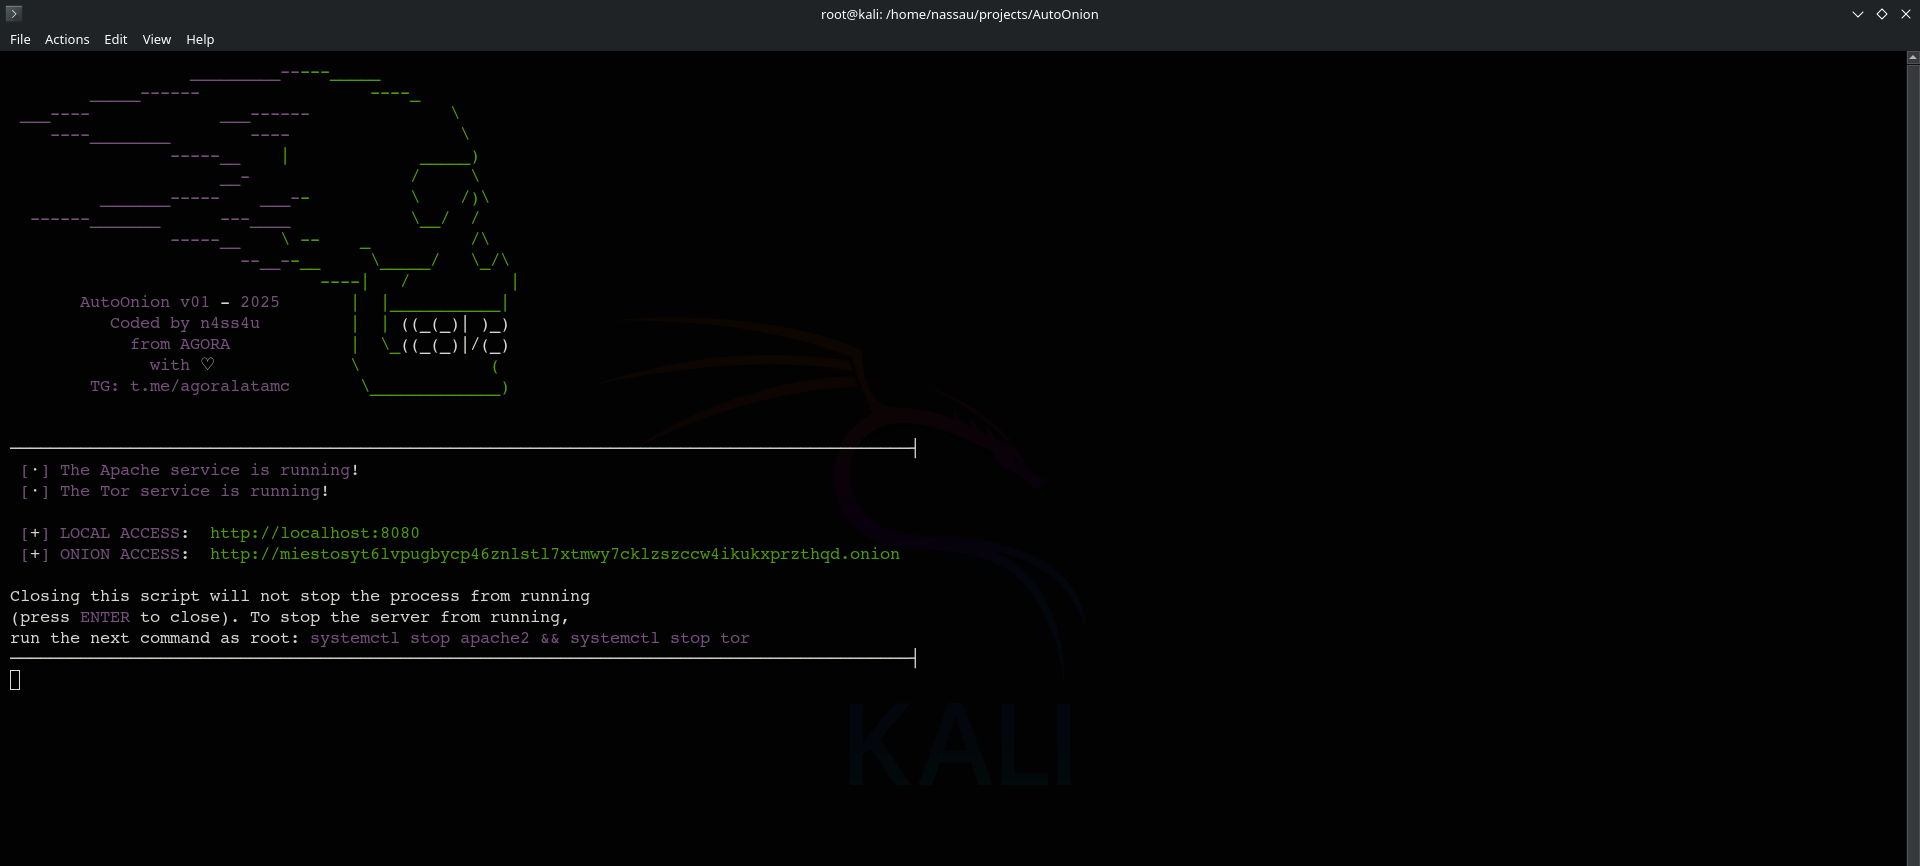 root@kali: /home/nassau/projects/AutoOnion
File Actions Edit View Help
AutoOnion v01 - 2025
Coded by n4ss4u
from AGORA
with ♡
TG: t.me/agoralatamc
[·] The Apache service is running!
[·] The Tor service is running!
[+] LOCAL ACCESS: http://localhost:8080
[+] ONION ACCESS: http://miestosyt6lvpugbycp46znlstl7xtmwy7cklzszccw4ikukxprzthqd.onion
Closing this script will not stop the process from running
(press ENTER to close). To stop the server from running,
run the next command as root: systemctl stop apache2 && systemctl stop tor
KALI